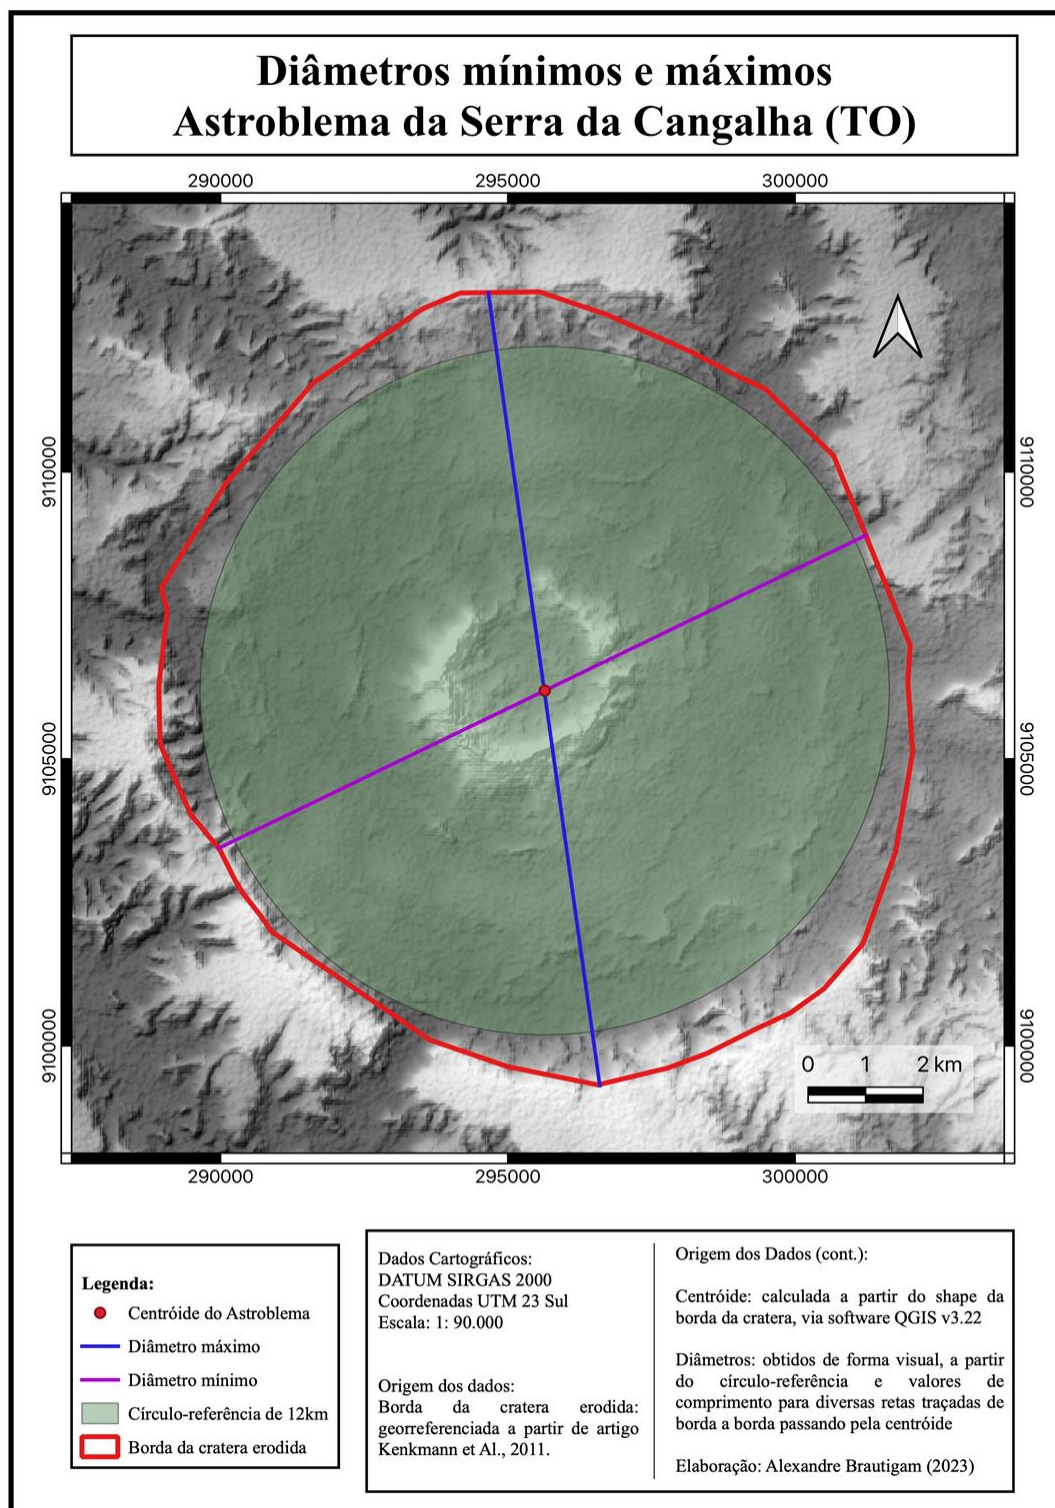 Diâmetros mínimos e máximos
Astroblema da Serra da Cangalha (TO)
290000 295000 300000
9110000 9110000
9105000 9105000
9100000 9100000
0 1 2 km
290000 295000 300000
Legenda:
Centróide do Astroblema
Diâmetro máximo
Diâmetro mínimo
Círculo-referência de 12km
Borda da cratera erodida
Dados Cartográficos:
DATUM SIRGAS 2000
Coordenadas UTM 23 Sul
Escala: 1: 90.000
Origem dos dados:
Borda da cratera erodida:
georreferenciada a partir de artigo
Kenkmann et Al., 2011.
Origem dos Dados (cont.):
Centróide: calculada a partir do shape da
borda da cratera, via software QGIS v3.22
Diâmetros: obtidos de forma visual, a partir
do círculo-referência e valores de
comprimento para diversas retas traçadas de
borda a borda passando pela centróide
Elaboração: Alexandre Brautigam (2023)